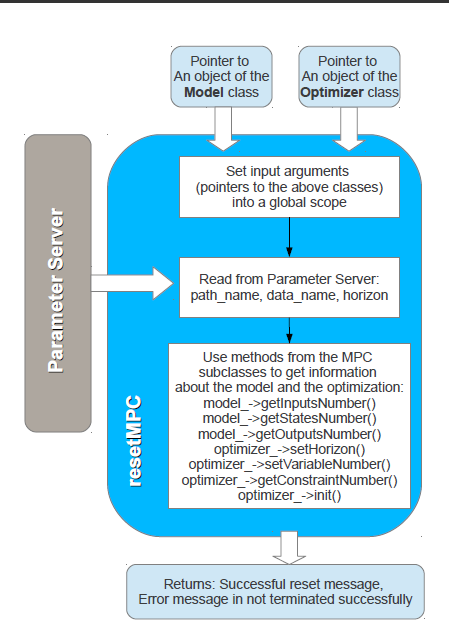 Pointer to
An object of the
Model class
Pointer to
An object of the
Optimizer class
Set input arguments
(pointers to the above classes)
into a global scope
Parameter Server
Read from Parameter Server:
path_name, data_name, horizon
Use methods from the MPC
subclasses to get information
about the model and the optimization:
model_->getInputsNumber()
model_->getStatesNumber()
model_->getOutputsNumber()
optimizer_->setHorizon()
optimizer_->setVariableNumber()
optimizer_->getConstraintNumber()
optimizer_->init()
resetMPC
Returns: Successful reset message,
Error message in not terminated successfully